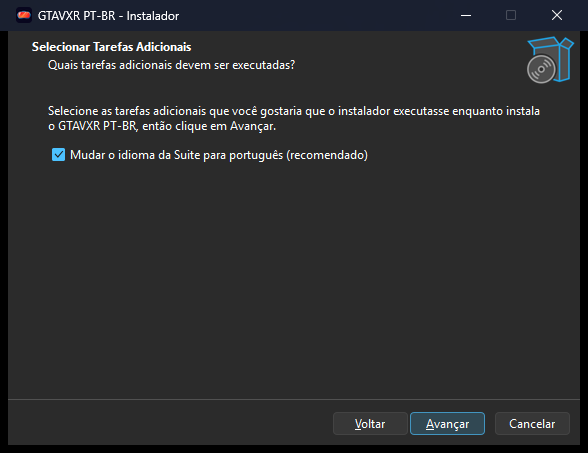 GTAVXR PT-BR - Instalador
Selecionar Tarefas Adicionais
Quais tarefas adicionais devem ser executadas?
Selecione as tarefas adicionais que você gostaria que o instalador executasse enquanto instala
o GTAVXR PT-BR, então clique em Avançar.
Mudar o idioma da Suite para português (recomendado)
Voltar
Avançar
Cancelar